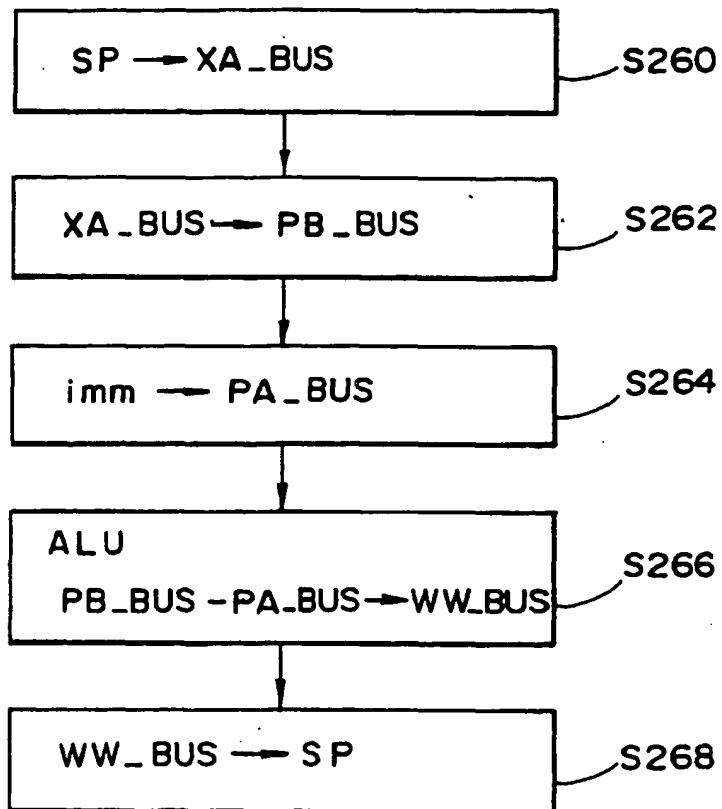 SP → XA_BUS
S260
XA_BUS → PB_BUS
S262
imm → PA_BUS
S264
ALU
PB_BUS - PA_BUS → WW_BUS
S266
WW_BUS → SP
S268